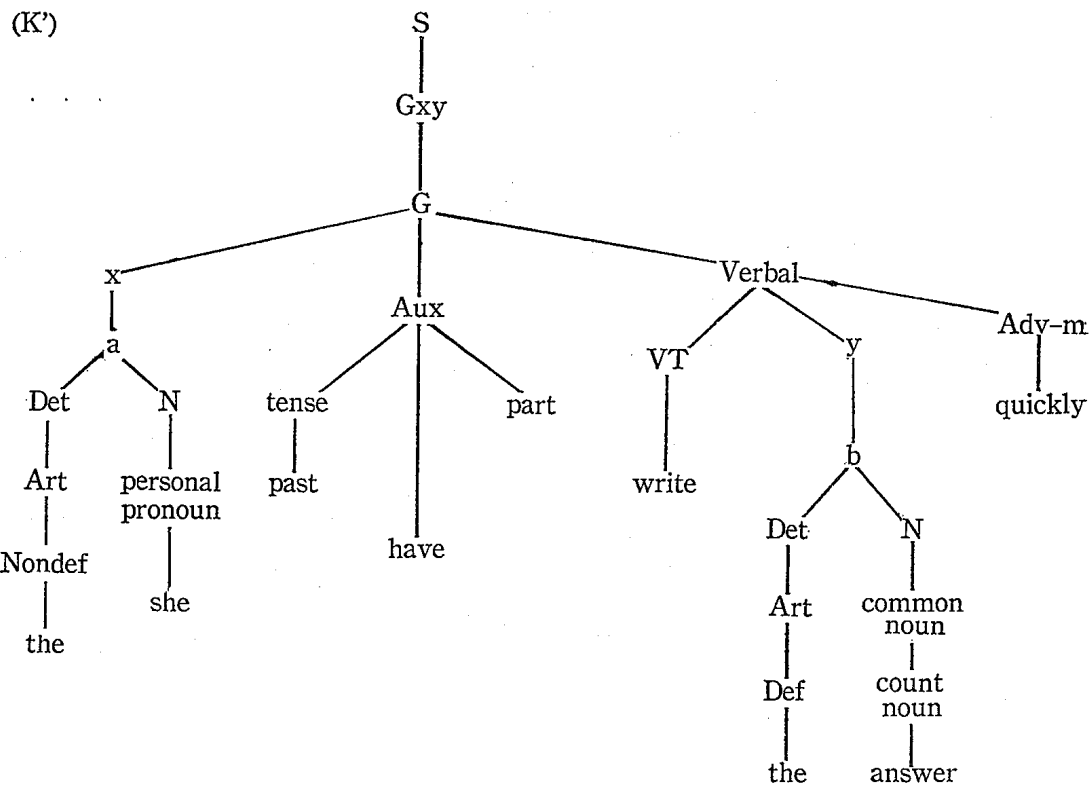 (K’)
S
. . .
Gxy
G
x
Verbal
Aux
Adv–m
a
VT
y
Det
N
tense
part
quickly
b
Art
personal
pronoun
past
write
Det
N
have
Nondef
she
Art
common
noun
the
Def
count
noun
the
answer